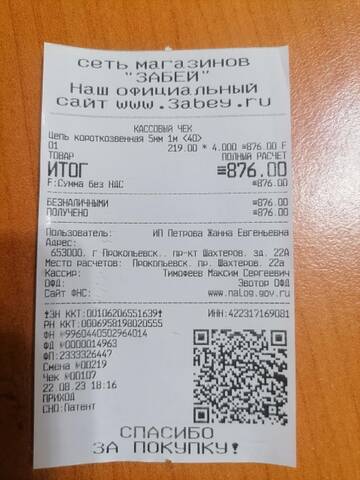 сеть магазинов
"ЗАБЕЙ"
Наш официальный
сайт www.3abey.ru
КАССОВЫЙ ЧЕК
Цепь короткозвенная 5мм 1м <40>
01 219.00 * 4.000 =876.00 F
ТОВАР ПОЛНЫЙ РАСЧЕТ
ИТОГ =876.00
F:Сумма без НДС =876.00
БЕЗНАЛИЧНЫМИ =876.00
ПОЛУЧЕНО =876.00
Пользователь: ИП Петрова Жанна Евгеньевна
Адрес:
653000, г Прокопьевск,, пр-кт Шахтеров, зд. 22А
Место расчетов: Прокопьевск, пр. Шахтеров, 22а
Кассир: Тимофеев Максим Сергеевич
ОФД: Эвотор ОФД
Сайт ФНС: www.nalog.gov.ru
ЗН ККТ:00106206551639 ИНН:422317169081
РН ККТ:0006958198020555
ФН №9960440502964014
ФД №0000014963
ФП:2333326447
Смена №00219
Чек №00107
22.08.23 18:16
ПРИХОД
СНО:Патент
СПАСИБО
ЗА ПОКУПКУ!